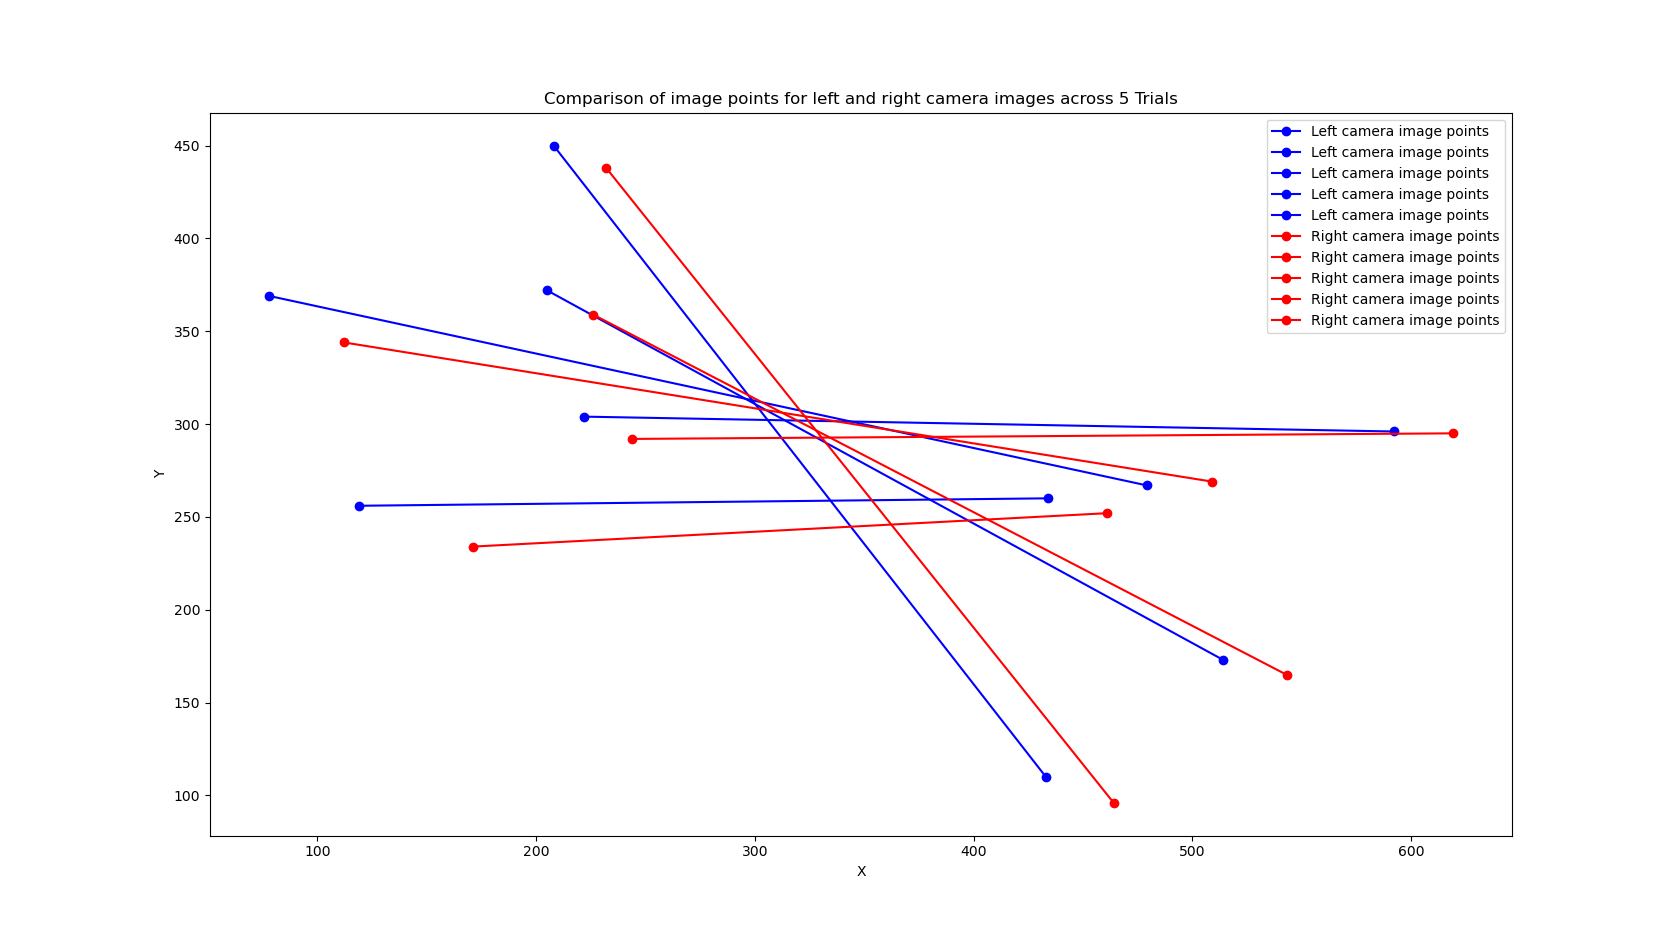 Comparison of image points for left and right camera images across 5 Trials
Left camera image points
Left camera image points
Left camera image points
Left camera image points
Left camera image points
Right camera image points
Right camera image points
Right camera image points
Right camera image points
Right camera image points
450
400
350
300
250
200
150
100
Y
100 200 300 400 500 600
X